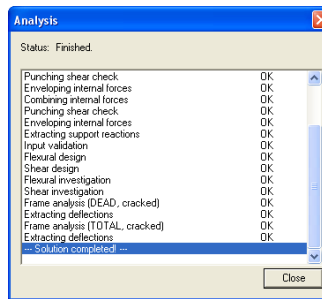 Analysis
Status: Finished.
Punching shear check OK
Enveloping internal forces OK
Combining internal forces OK
Punching shear check OK
Enveloping internal forces OK
Extracting support reactions OK
Input validation OK
Flexural design OK
Shear design OK
Flexural investigation OK
Shear investigation OK
Frame analysis (DEAD, cracked) OK
Extracting deflections OK
Frame analysis (TOTAL, cracked) OK
Extracting deflections OK
--- Solution completed! ---
Close